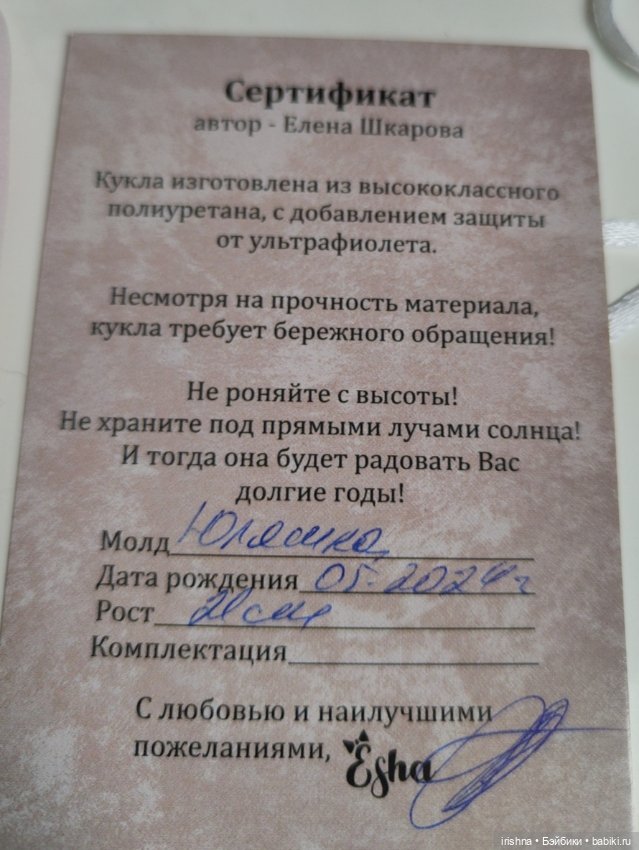 Сертификат
автор - Елена Шкарова
Кукла изготовлена из высококлассного
полиуретана, с добавлением защиты
от ультрафиолета.
Несмотря на прочность материала,
кукла требует бережного обращения!
Не роняйте с высоты!
Не храните под прямыми лучами солнца!
И тогда она будет радовать Вас
долгие годы!
Молд Юляшка
Дата рождения 05.2024 г
Рост см
Комплектация
С любовью и наилучшими
пожеланиями, Esha
irishna • Бэйбики • babiki.ru